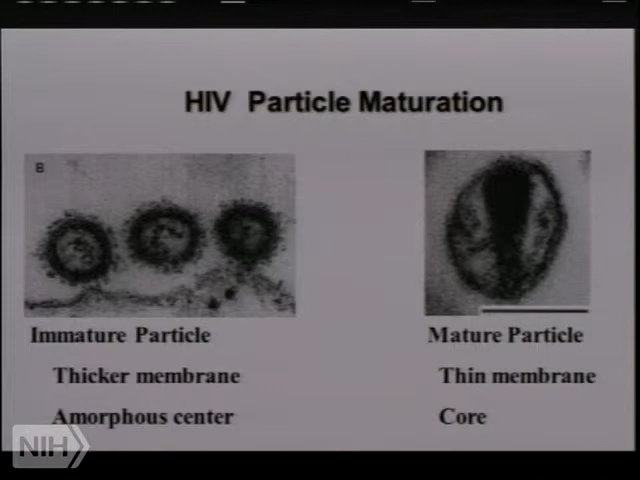 HIV Particle Maturation
B
Immature Particle
Mature Particle
Thicker membrane
Thin membrane
Amorphous center
Core
NIH